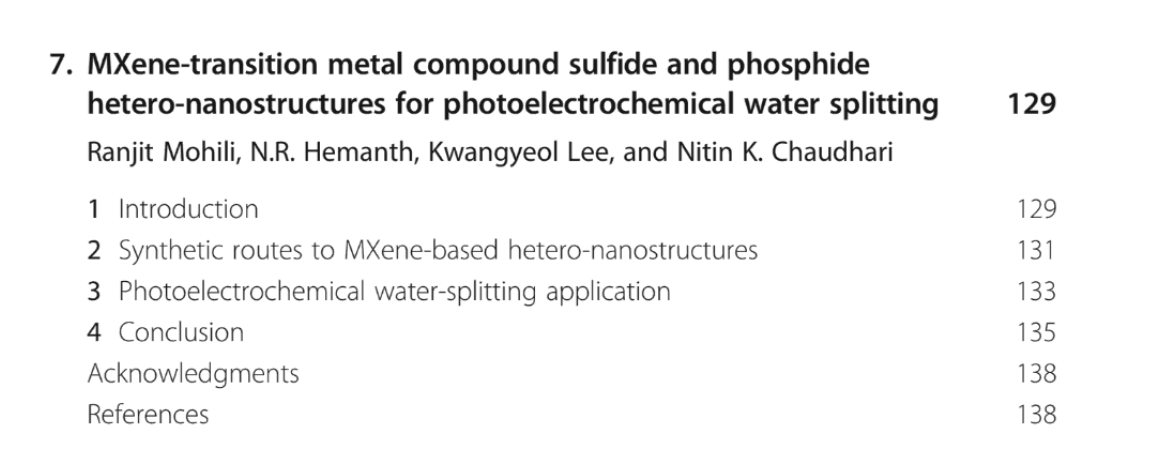 7. MXene-transition metal compound sulfide and phosphide
hetero-nanostructures for photoelectrochemical water splitting 129
Ranjit Mohili, N.R. Hemanth, Kwangyeol Lee, and Nitin K. Chaudhari
1 Introduction 129
2 Synthetic routes to MXene-based hetero-nanostructures 131
3 Photoelectrochemical water-splitting application 133
4 Conclusion 135
Acknowledgments 138
References 138